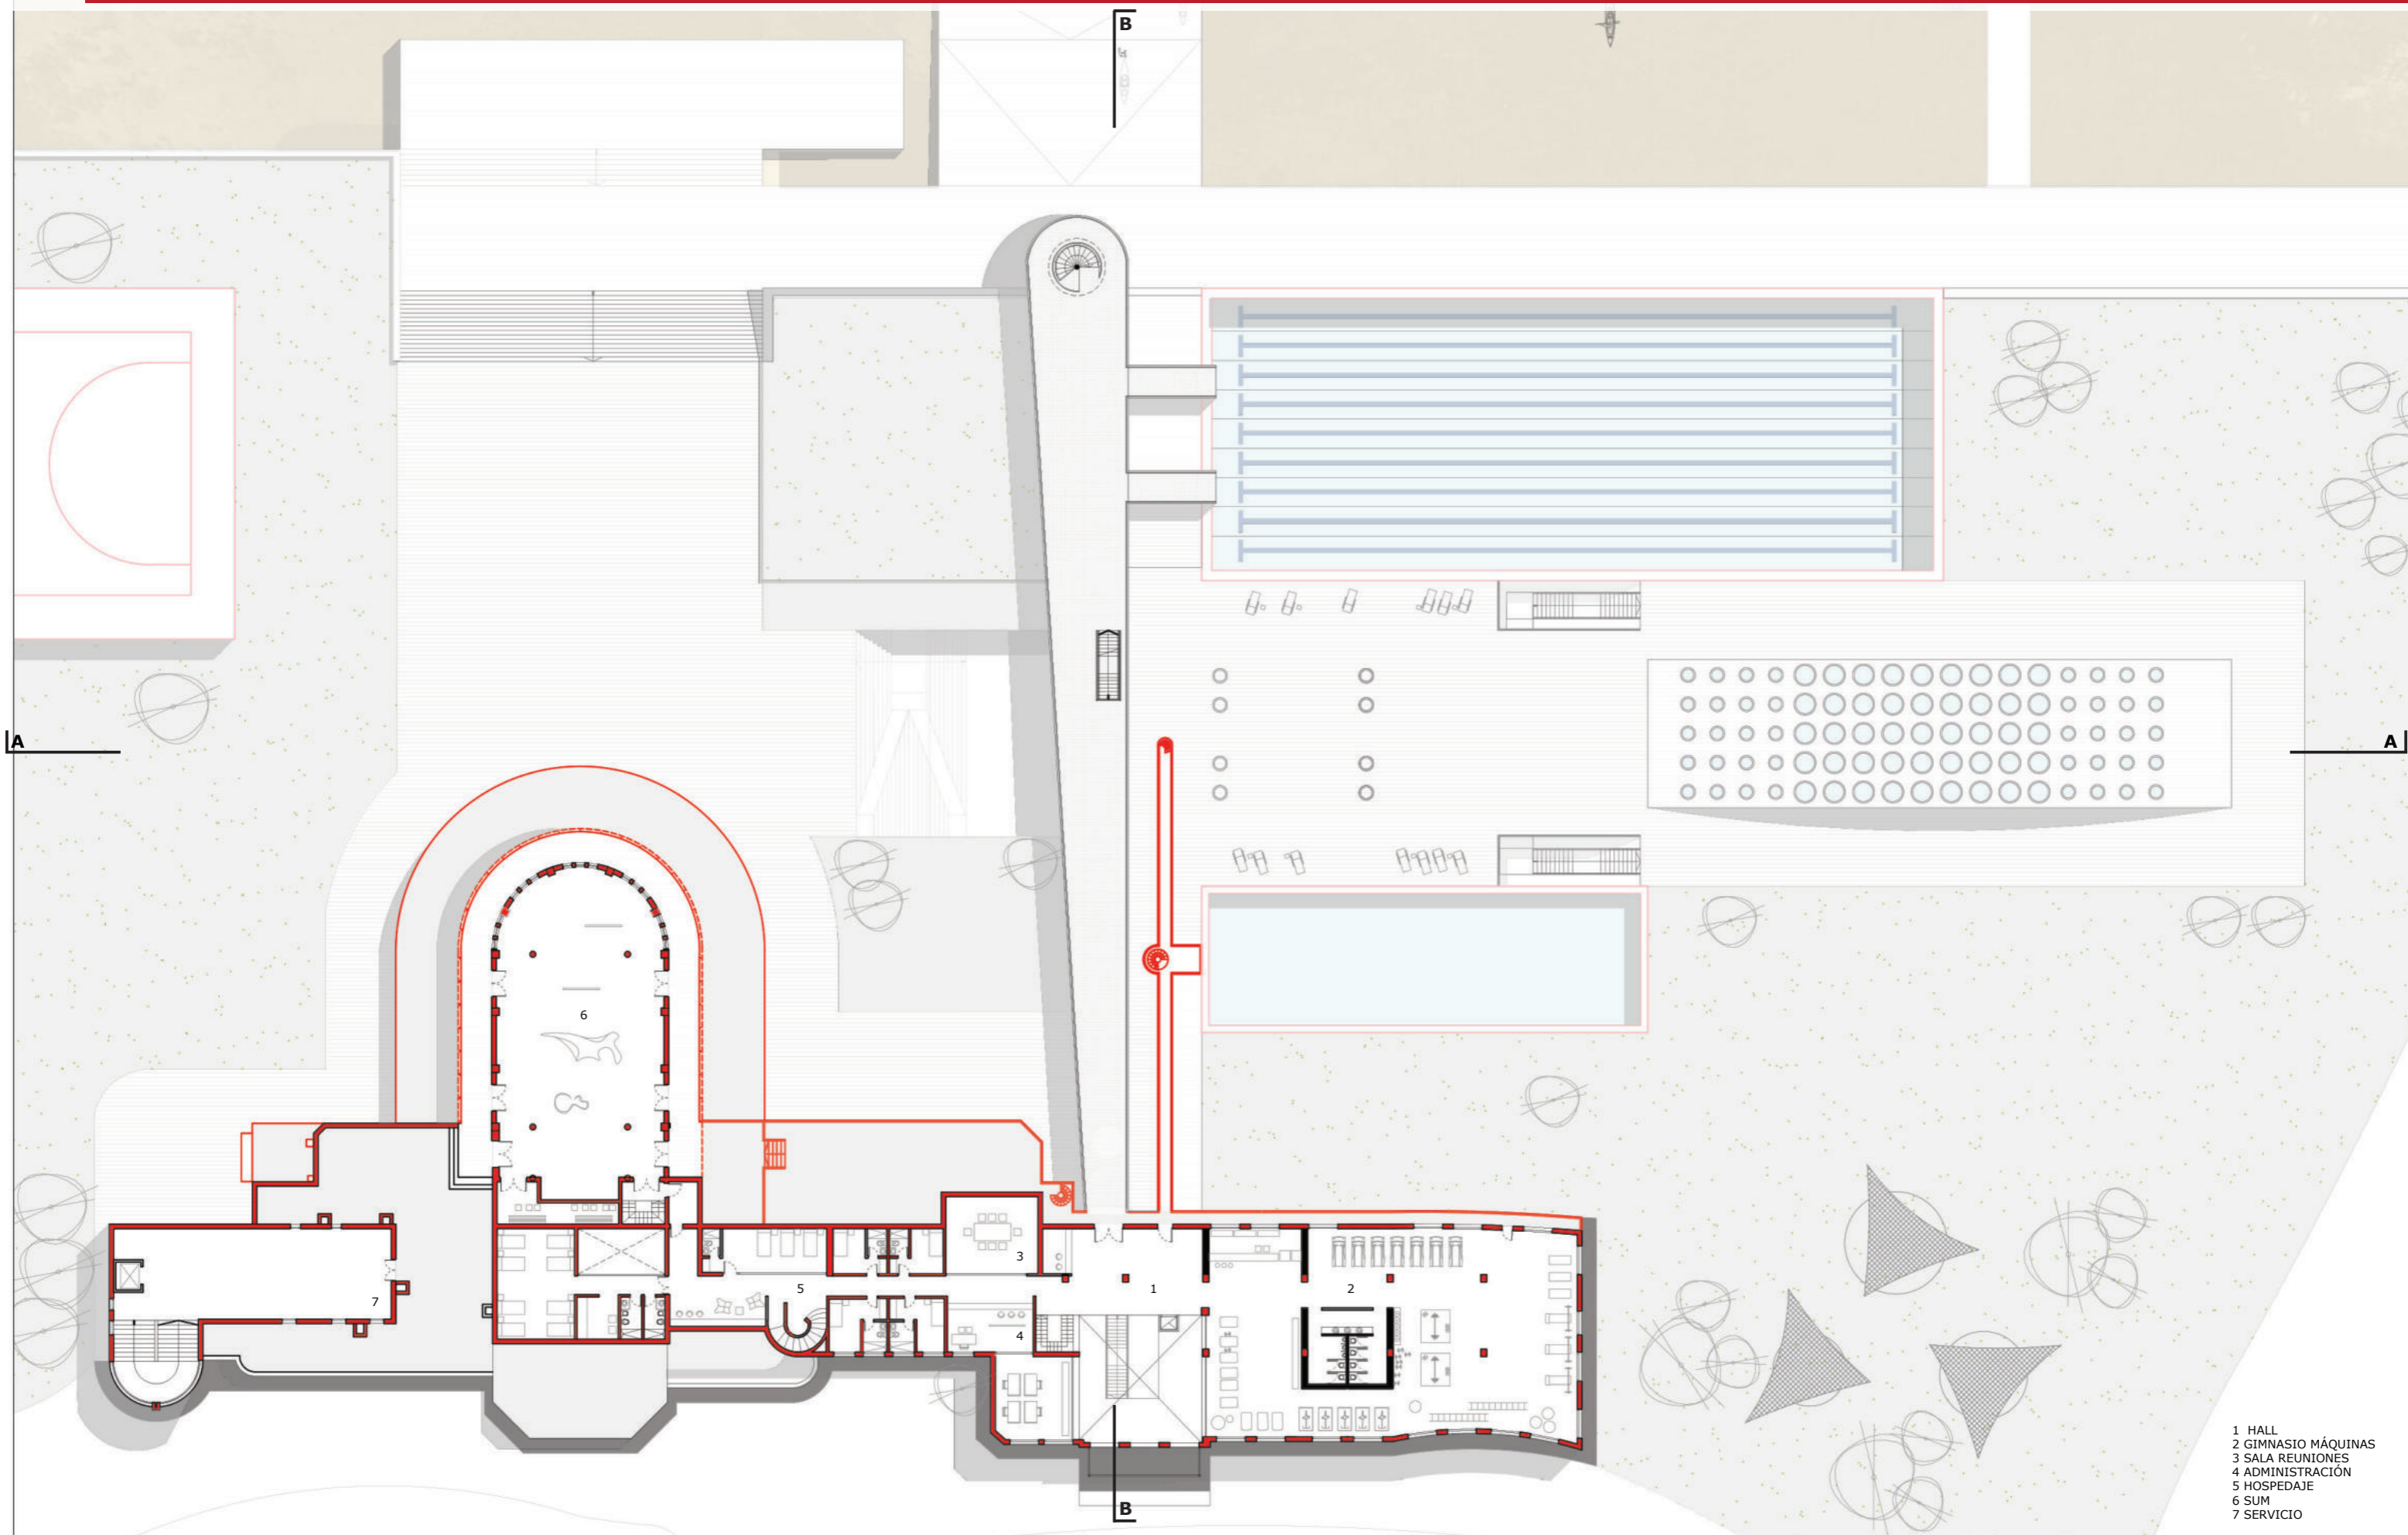 B
A
A
6
3
5
1
2
7
4
B
1 HALL
2 GIMNASIO MÁQUINAS
3 SALA REUNIONES
4 ADMINISTRACIÓN
5 HOSPEDAJE
6 SUM
7 SERVICIO